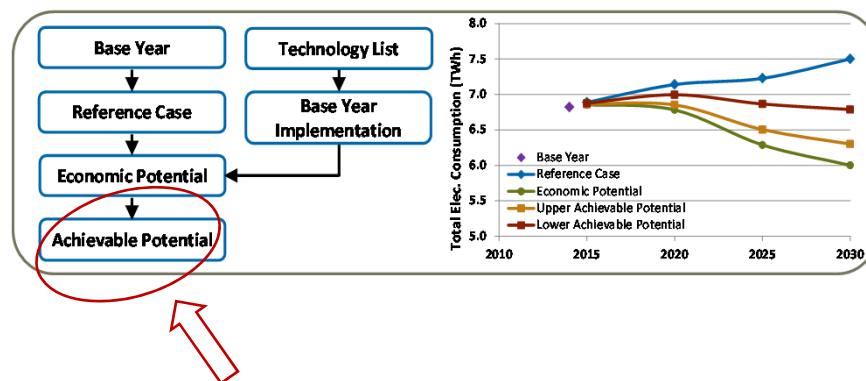 Base Year
Technology List
Reference Case
Base Year
Implementation
Economic Potential
Achievable Potential
Total Elec. Consumption (TWh)
8.0
7.5
7.0
6.5
6.0
5.5
5.0
2010
2015
2020
2025
2030
Base Year
Reference Case
Economic Potential
Upper Achievable Potential
Lower Achievable Potential